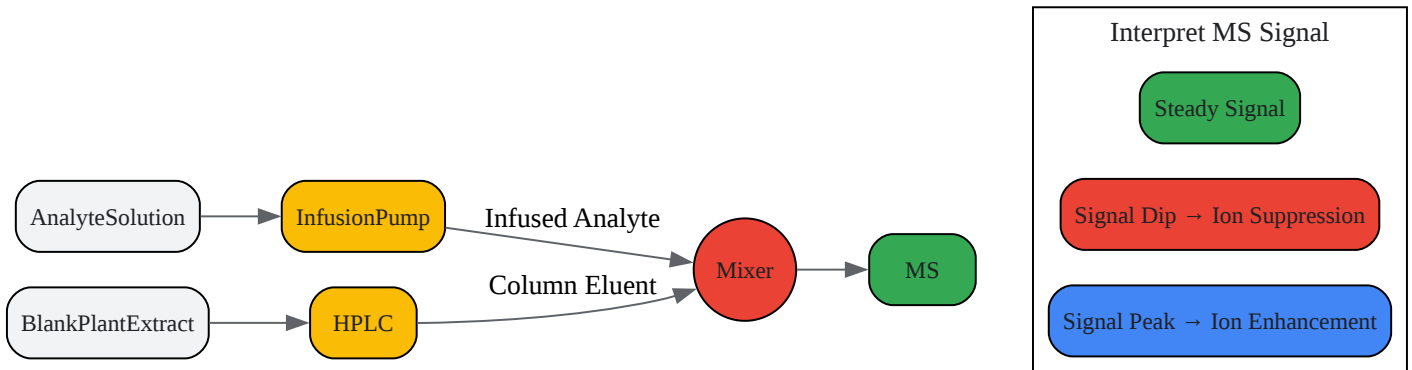 Interpret MS Signal
Steady Signal
AnalyteSolution
InfusionPump
Infused Analyte
Signal Dip → Ion Suppression
Mixer
MS
Column Eluent
BlankPlantExtract
HPLC
Signal Peak → Ion Enhancement